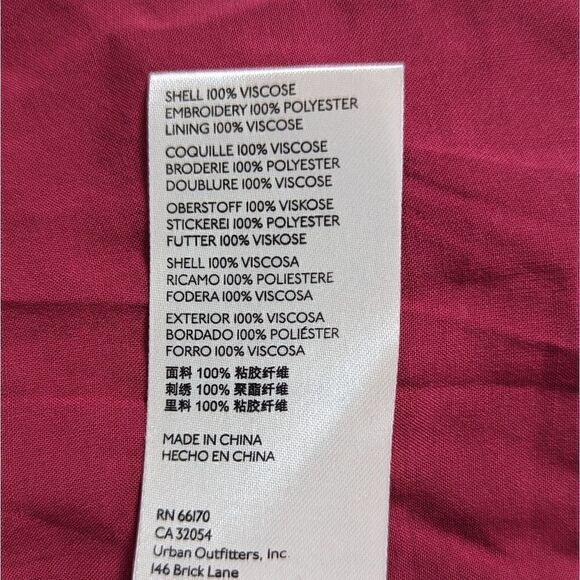 SHELL 100% VISCOSE
EMBROIDERY 100% POLYESTER
LINING 100% VISCOSE
COQUILLE 100% VISCOSE
BRODERIE 100% POLYESTER
DOUBLURE 100% VISCOSE
OBERSTOFF 100% VISKOSE
STICKEREI 100% POLYESTER
FUTTER 100% VISKOSE
SHELL 100% VISCOSA
RICAMO 100% POLIESTERE
FODERA 100% VISCOSA
EXTERIOR 100% VISCOSA
BORDADO 100% POLIÉSTER
FORRO 100% VISCOSA
面料 100% 粘胶纤维
刺绣 100% 聚酯纤维
里料 100% 粘胶纤维
MADE IN CHINA
HECHO EN CHINA
RN 66170
CA 32054
Urban Outfitters, Inc
146 Brick Lane